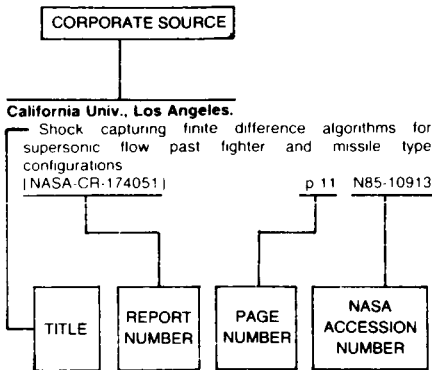 CORPORATE SOURCE
California Univ., Los Angeles.
Shock capturing finite difference algorithms for
supersonic flow past fighter and missile type
configurations
[NASA-CR-174051] p 11 N85-10913
TITLE
REPORT
NUMBER
PAGE
NUMBER
NASA
ACCESSION
NUMBER